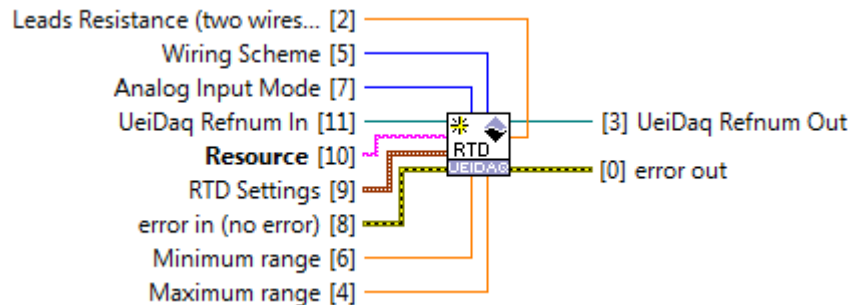 Leads Resistance (two wires... [2]
Wiring Scheme [5]
Analog Input Mode [7]
UeiDaq Refnum In [11]
[3] UeiDaq Refnum Out
Resource [10]
[0] error out
RTD Settings [9]
error in (no error) [8]
Minimum range [6]
Maximum range [4]
RTD
UEIDAQ